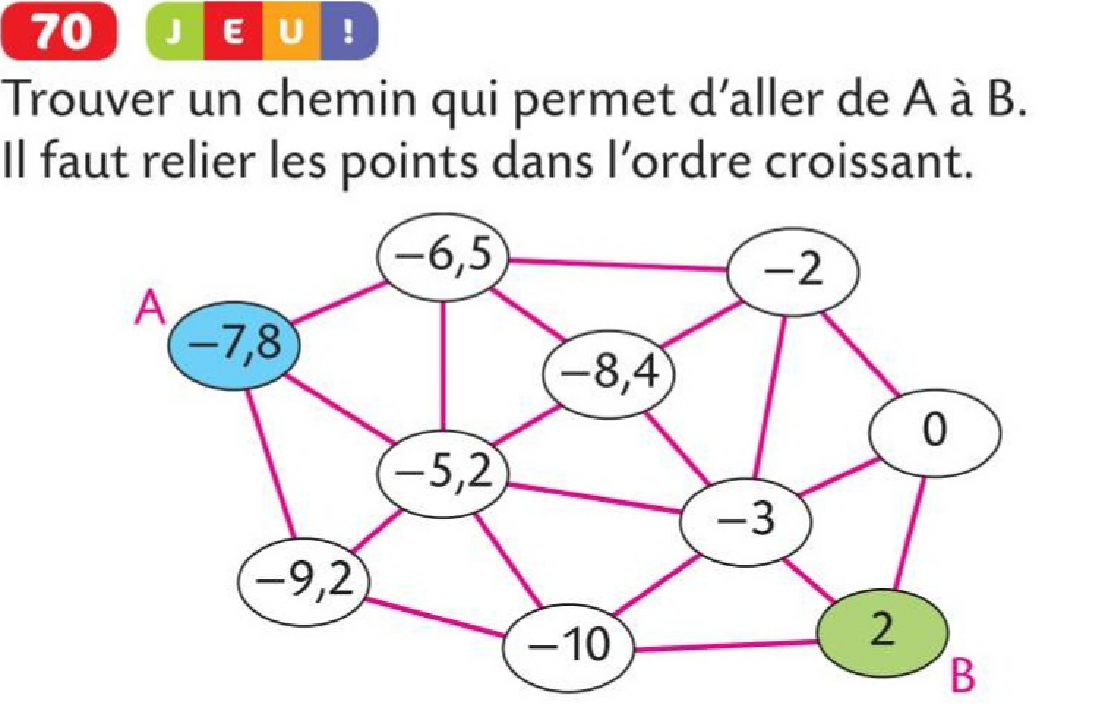 70 JEU!
Trouver un chemin qui permet d'aller de A à B.
Il faut relier les points dans l'ordre croissant.
−6,5
−2
A
−7,8
−8,4
0
−5,2
−3
−9,2
−10
2
B